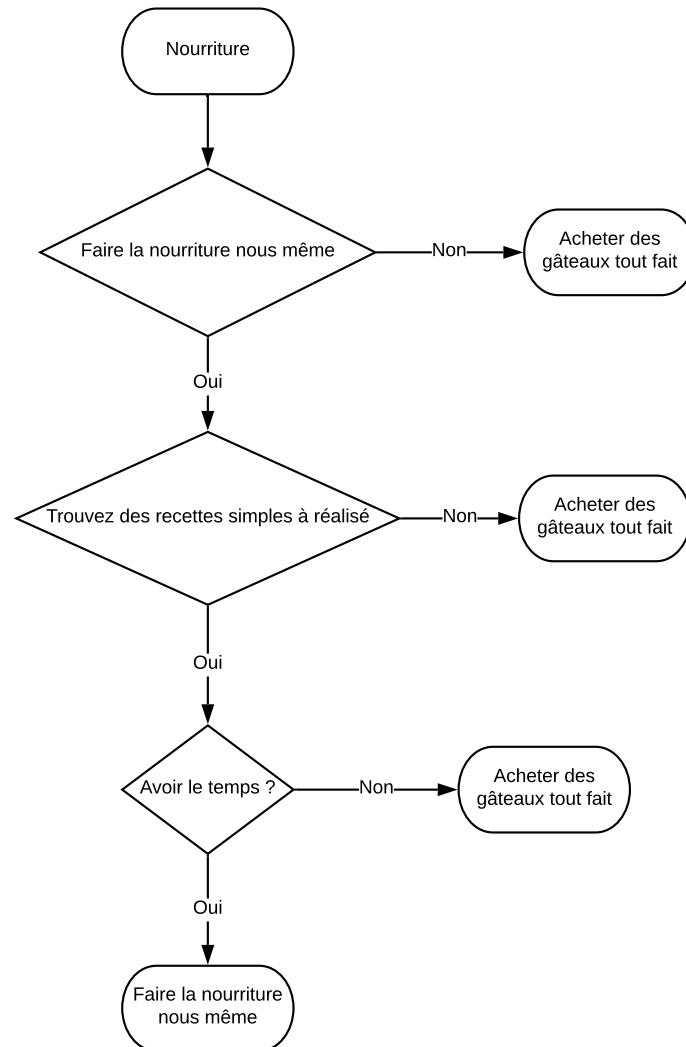 Nourriture
Faire la nourriture nous même
Non
Acheter des
gâteaux tout fait
Oui
Trouvez des recettes simples à réalisé
Non
Acheter des
gâteaux tout fait
Oui
Avoir le temps ?
Non
Acheter des
gâteaux tout fait
Oui
Faire la nourriture
nous même